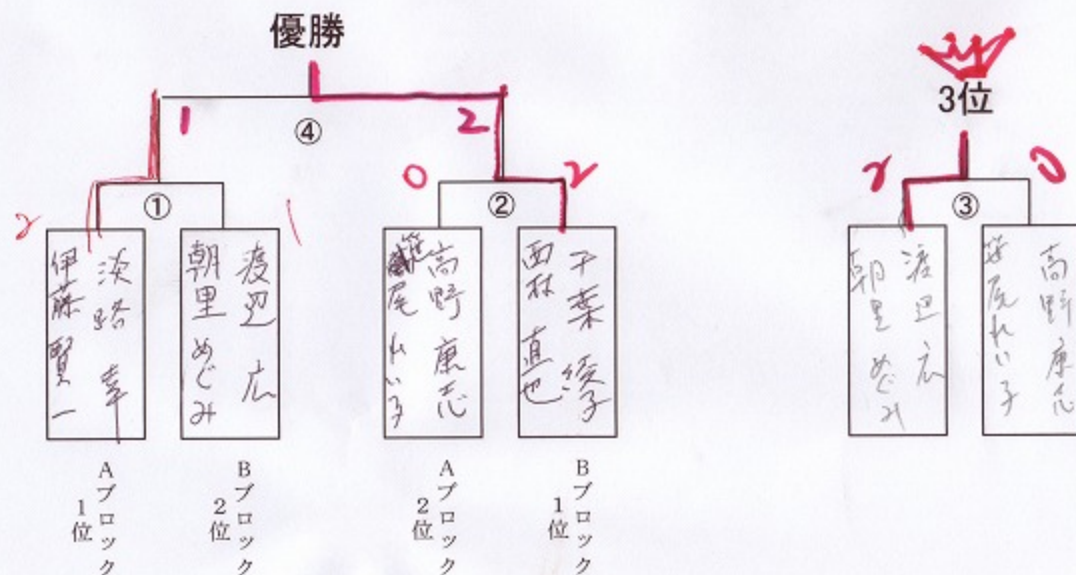 優勝
1
④
2
2
①
1
0
②
2
淡路 幸
伊藤 賢一
渡辺 広
朝里 めぐみ
高野 康志
笹尾 れい子
千葉 綾子
西林 直也
Aブロック
1位
Bブロック
2位
Aブロック
2位
Bブロック
1位
3位
2
③
0
渡辺 広
朝里 めぐみ
高野 康志
笹尾 れい子